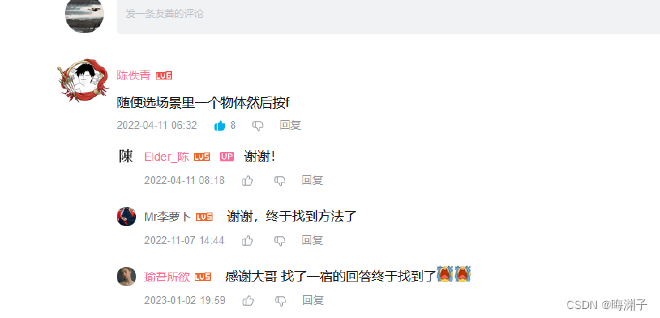 发一条友善的评论
陈佚青 LV6
随便选场景里一个物体然后按f
2022-04-11 06:32 8 回复
陳 Elder_陈 LV5 UP 谢谢！
2022-04-11 08:18 回复
Mr李萝卜 LV5 谢谢，终于找到方法了
2022-11-07 14:44 回复
瑜吾所欲 LV5 感谢大哥 找了一宿的回答终于找到了
2023-01-02 19:59 回复
CSDN @晦渊子